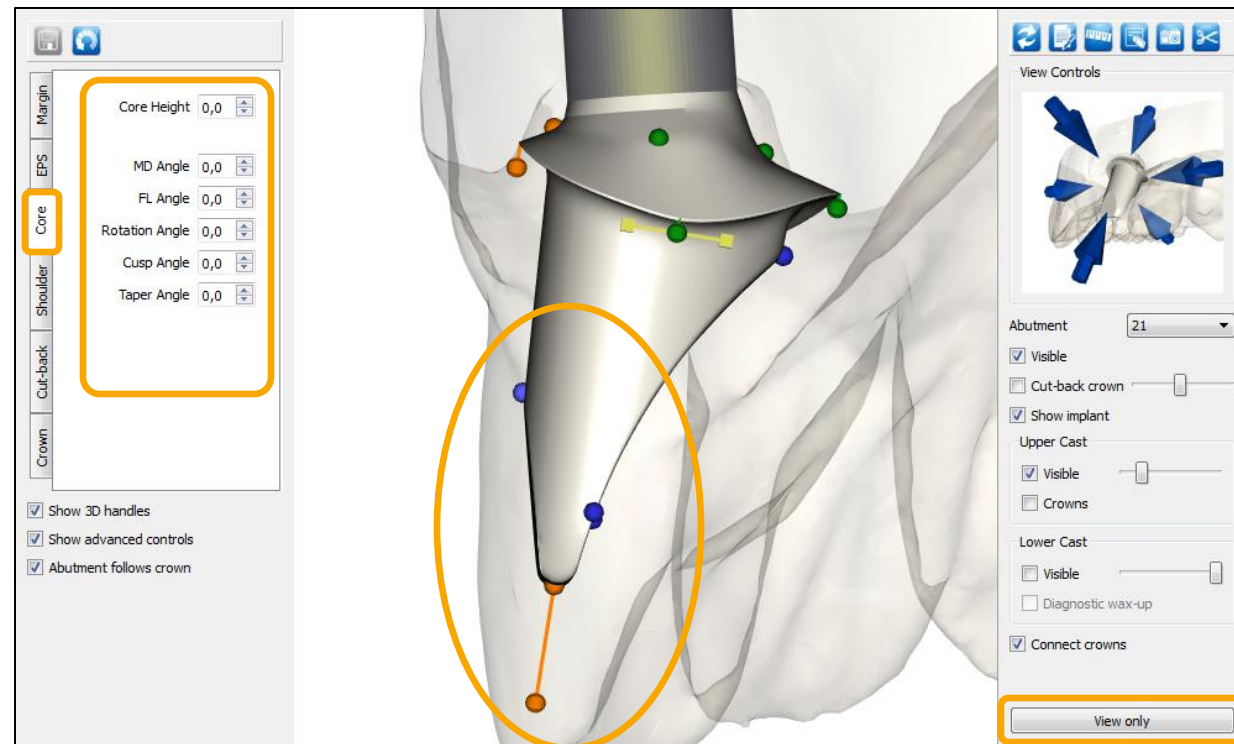 Margin
EPS
Core
Shoulder
Cut-back
Crown
Core Height 0,0
MD Angle 0,0
FL Angle 0,0
Rotation Angle 0,0
Cusp Angle 0,0
Taper Angle 0,0
Show 3D handles
Show advanced controls
Abutment follows crown
View Controls
Abutment 21
Visible
Cut-back crown
Show implant
Upper Cast
Visible
Crowns
Lower Cast
Visible
Diagnostic wax-up
Connect crowns
View only